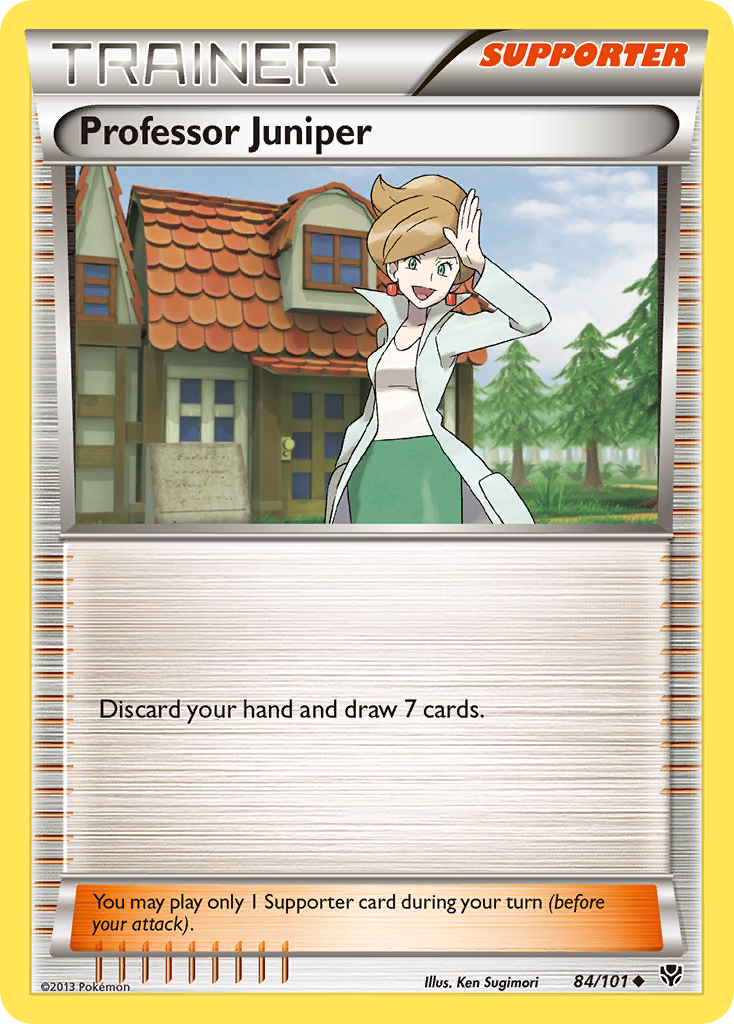 TRAINER
SUPPORTER
Professor Juniper
Discard your hand and draw 7 cards.
You may play only 1 Supporter card during your turn (before
your attack).
©2013 Pokémon
Illus. Ken Sugimori
84/101